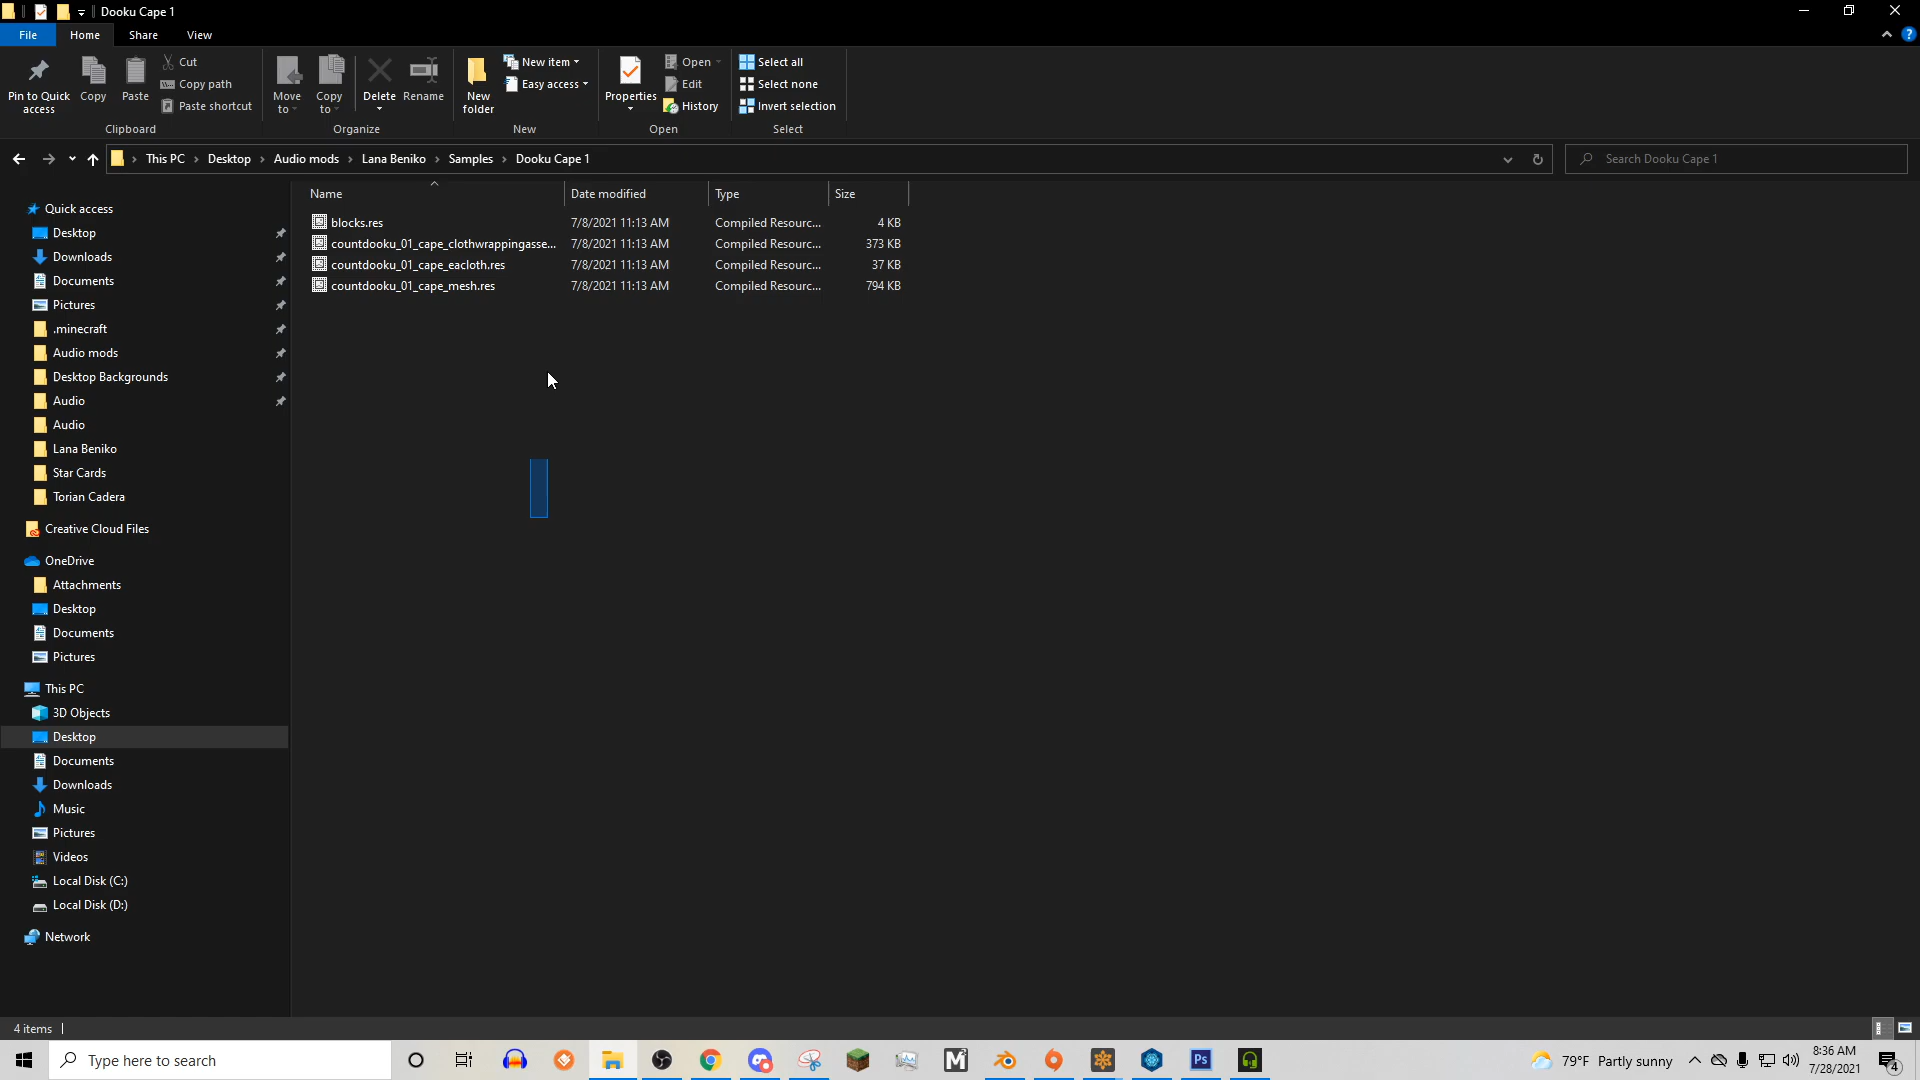 Dooku Cape 1
File Home Share View
Pin to Quick access
Copy
Paste
Cut
Copy path
Paste shortcut
Clipboard
Move to
Copy to
Delete
Rename
Organize
New folder
New item
Easy access
New
Properties
Open
Edit
History
Open
Select all
Select none
Invert selection
Select
This PC > Desktop > Audio mods > Lana Beniko > Samples > Dooku Cape 1
Search Dooku Cape 1
Name Date modified Type Size
blocks.res 7/8/2021 11:13 AM Compiled Resourc... 4 KB
countdooku_01_cape_clothwrappingasse... 7/8/2021 11:13 AM Compiled Resourc... 373 KB
countdooku_01_cape_eacloth.res 7/8/2021 11:13 AM Compiled Resourc... 37 KB
countdooku_01_cape_mesh.res 7/8/2021 11:13 AM Compiled Resourc... 794 KB
Quick access
Desktop
Downloads
Documents
Pictures
.minecraft
Audio mods
Desktop Backgrounds
Audio
Audio
Lana Beniko
Star Cards
Torian Cadera
Creative Cloud Files
OneDrive
Attachments
Desktop
Documents
Pictures
This PC
3D Objects
Desktop
Documents
Downloads
Music
Pictures
Videos
Local Disk (C:)
Local Disk (D:)
Network
4 items
Type here to search
M
Ps
79°F Partly sunny
8:36 AM
7/28/2021
4